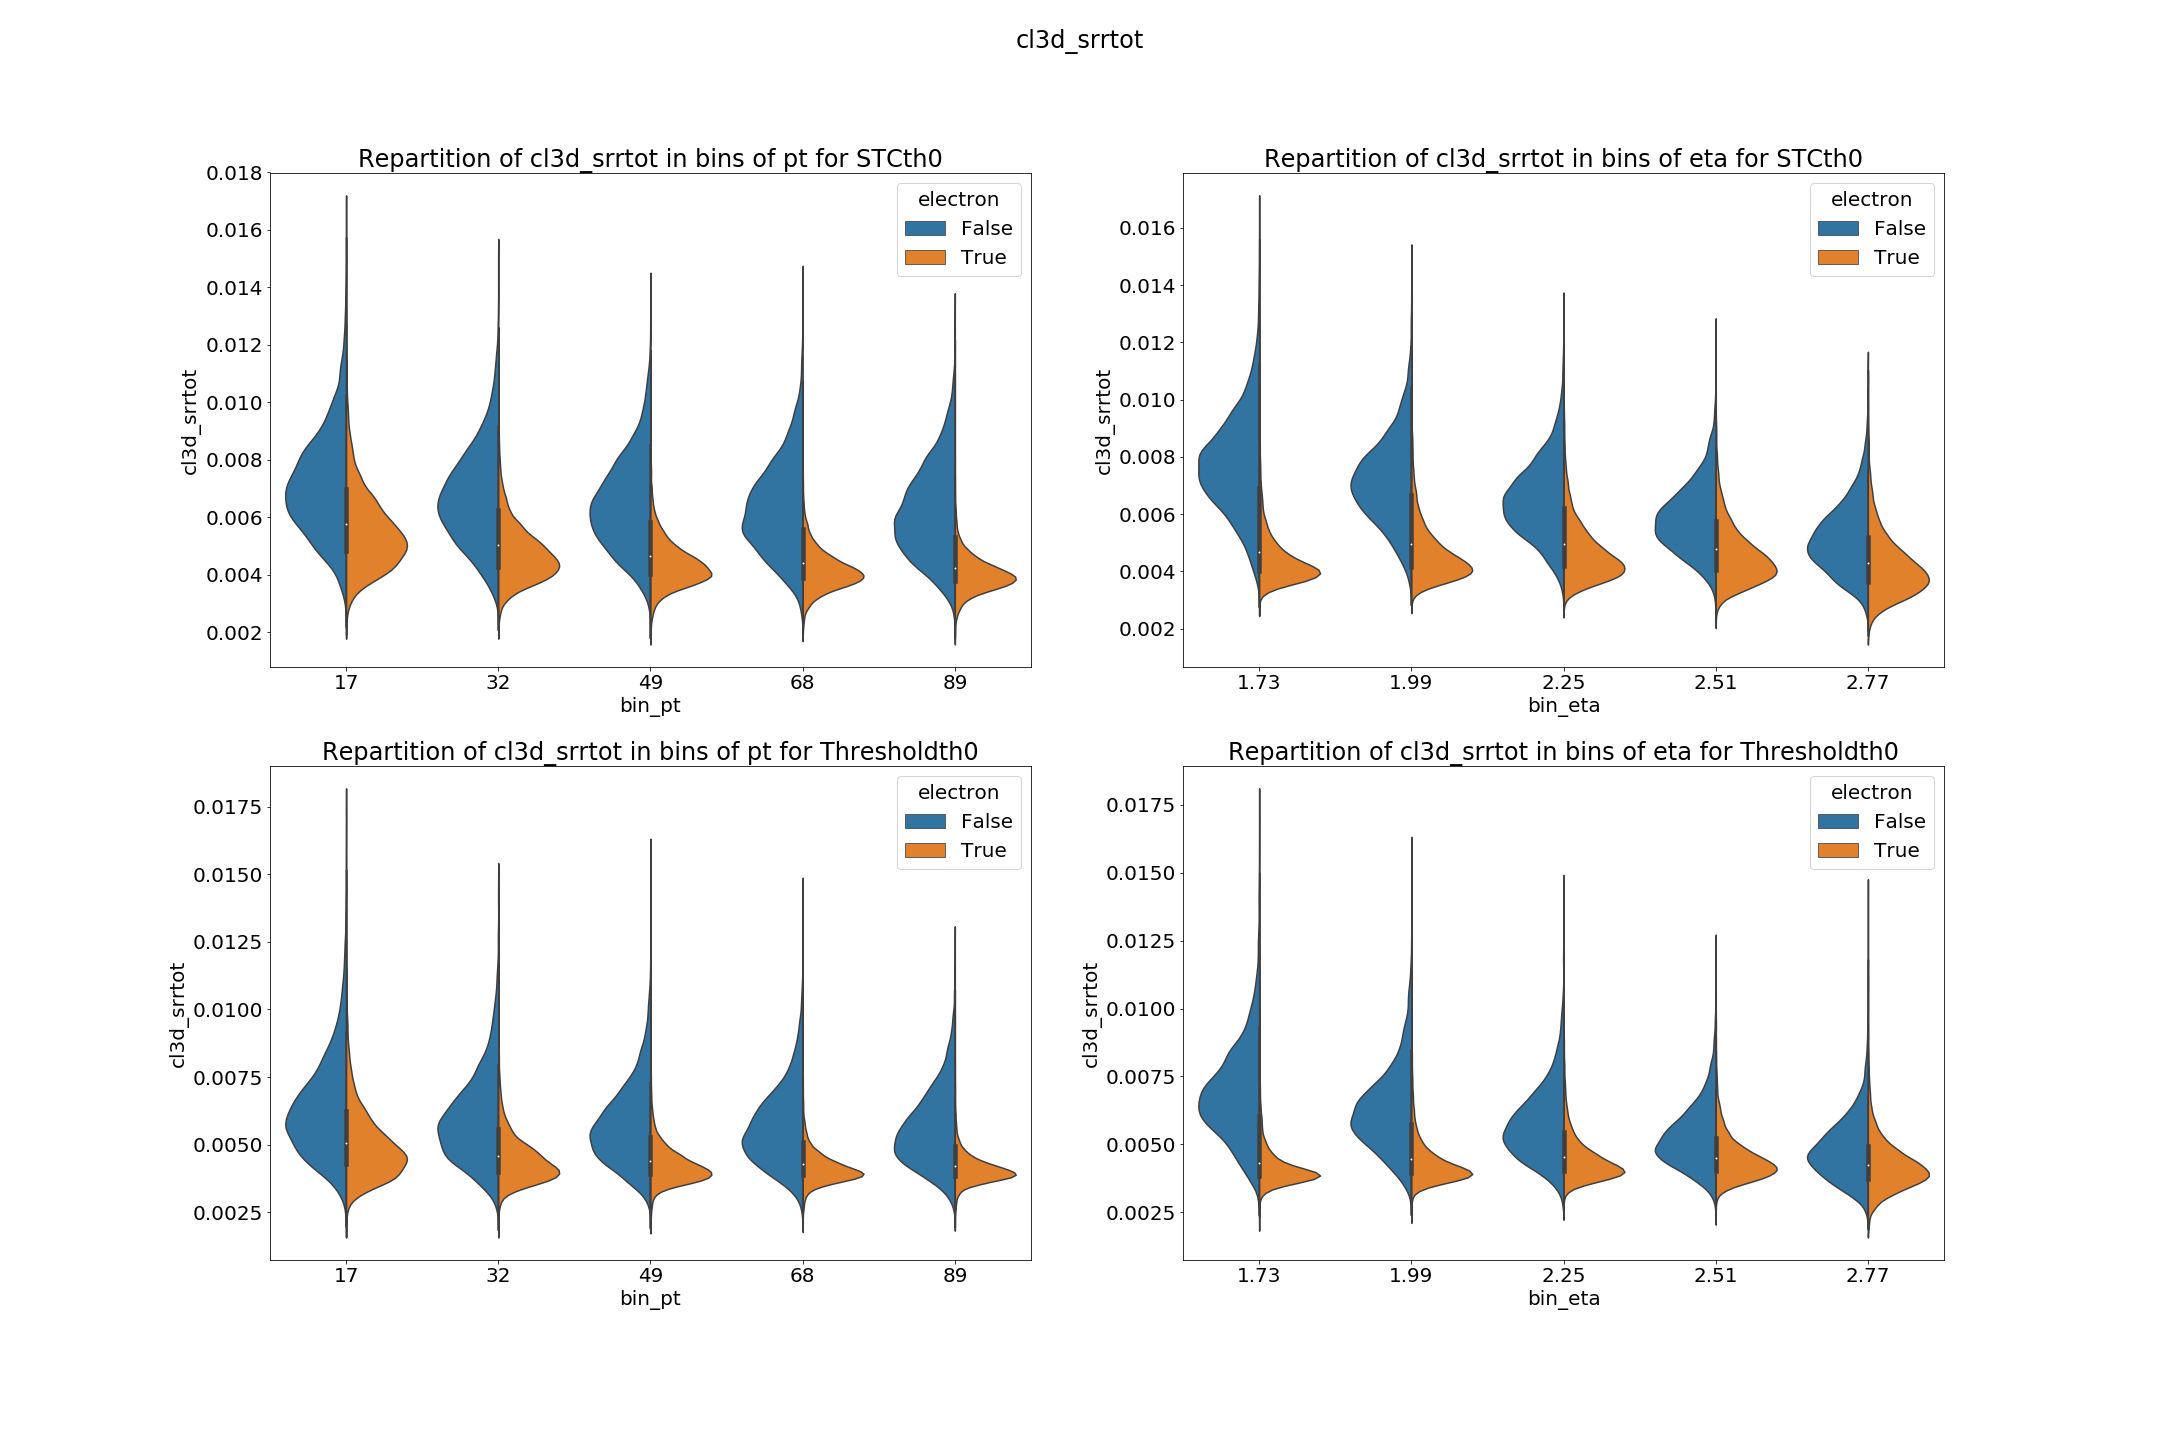 cl3d_srrtot
Repartition of cl3d_srrtot in bins of pt for STCth0
0.018
0.016
0.014
0.012
0.010
0.008
0.006
0.004
0.002
cl3d_srrtot
electron
False
True
17 32 49 68 89
bin_pt
Repartition of cl3d_srrtot in bins of eta for STCth0
0.016
0.014
0.012
0.010
0.008
0.006
0.004
0.002
cl3d_srrtot
electron
False
True
1.73 1.99 2.25 2.51 2.77
bin_eta
Repartition of cl3d_srrtot in bins of pt for Thresholdth0
0.0175
0.0150
0.0125
0.0100
0.0075
0.0050
0.0025
cl3d_srrtot
electron
False
True
17 32 49 68 89
bin_pt
Repartition of cl3d_srrtot in bins of eta for Thresholdth0
0.0175
0.0150
0.0125
0.0100
0.0075
0.0050
0.0025
cl3d_srrtot
electron
False
True
1.73 1.99 2.25 2.51 2.77
bin_eta